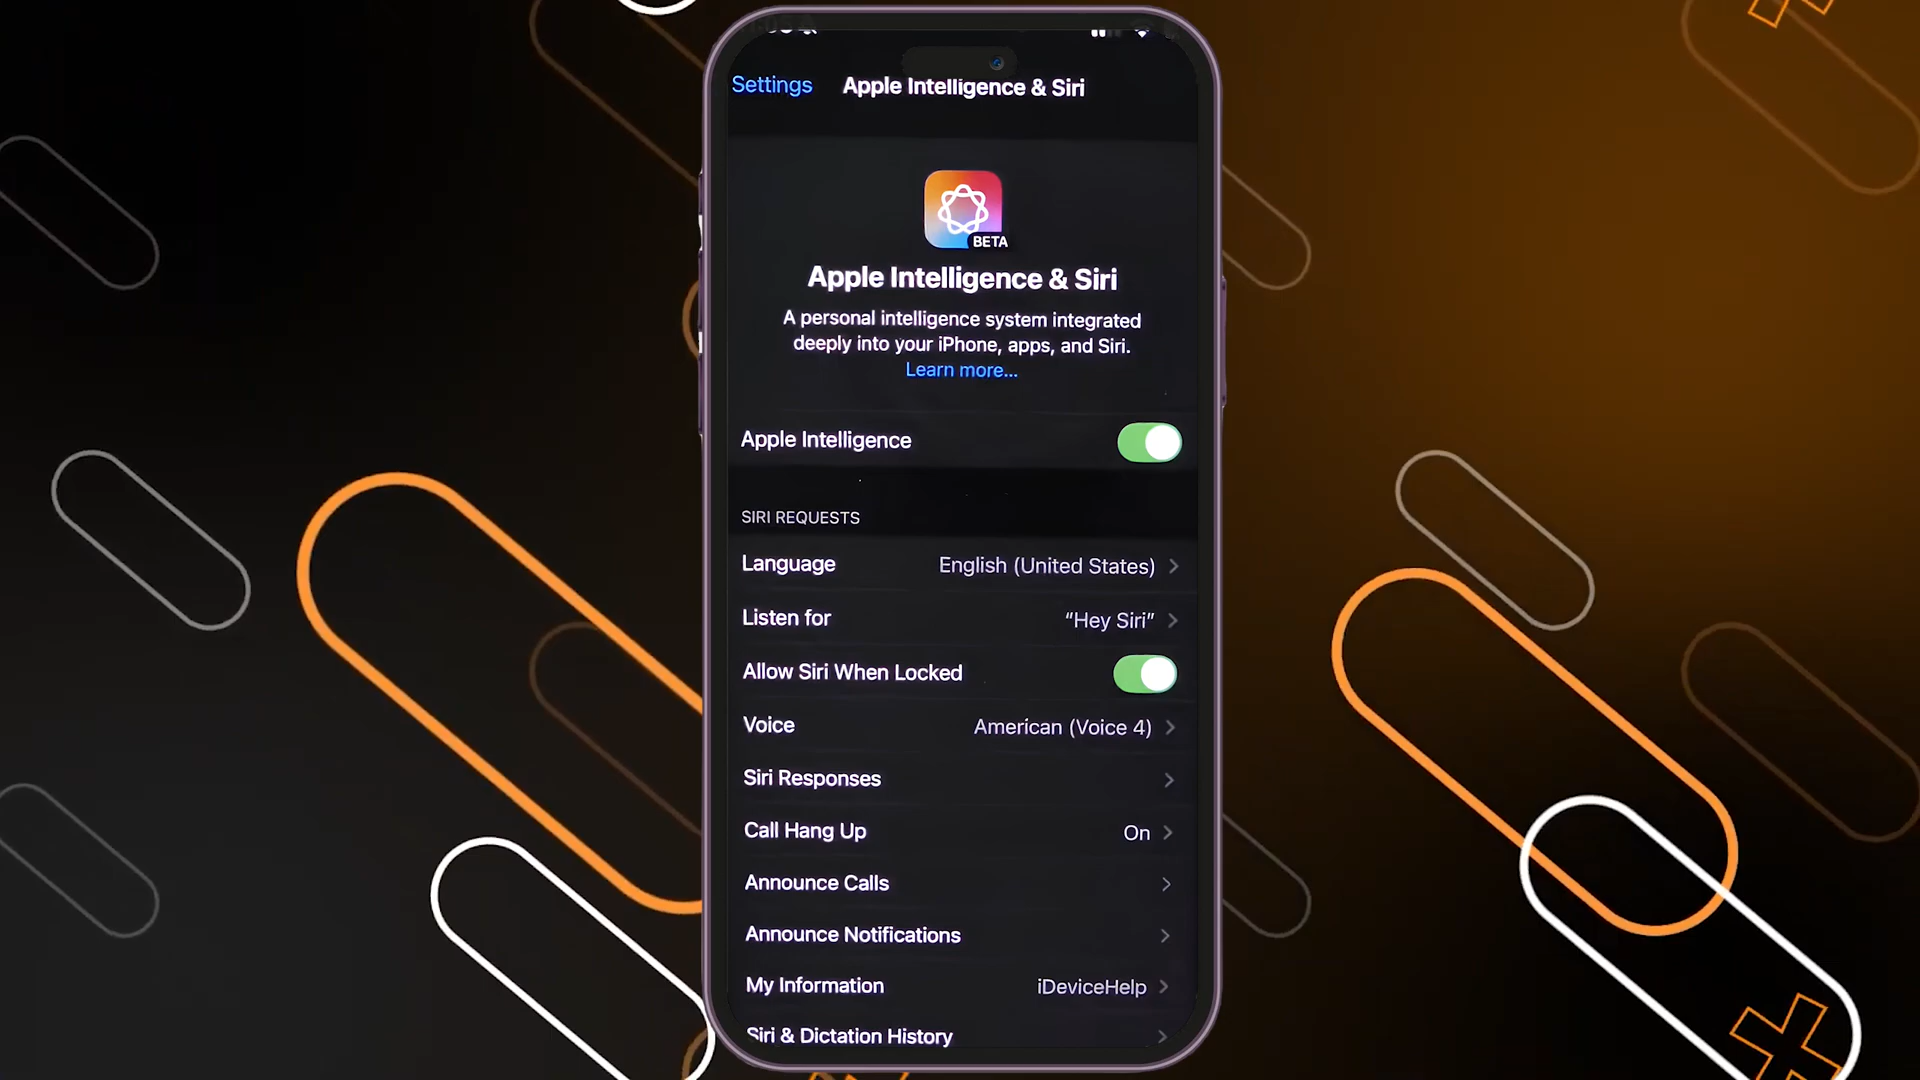 Settings
Apple Intelligence & Siri
BETA
Apple Intelligence & Siri
A personal intelligence system integrated
deeply into your iPhone, apps, and Siri.
Learn more...
Apple Intelligence
SIRI REQUESTS
Language English (United States)
Listen for “Hey Siri”
Allow Siri When Locked
Voice American (Voice 4)
Siri Responses
Call Hang Up On
Announce Calls
Announce Notifications
My Information iDeviceHelp
Siri & Dictation History